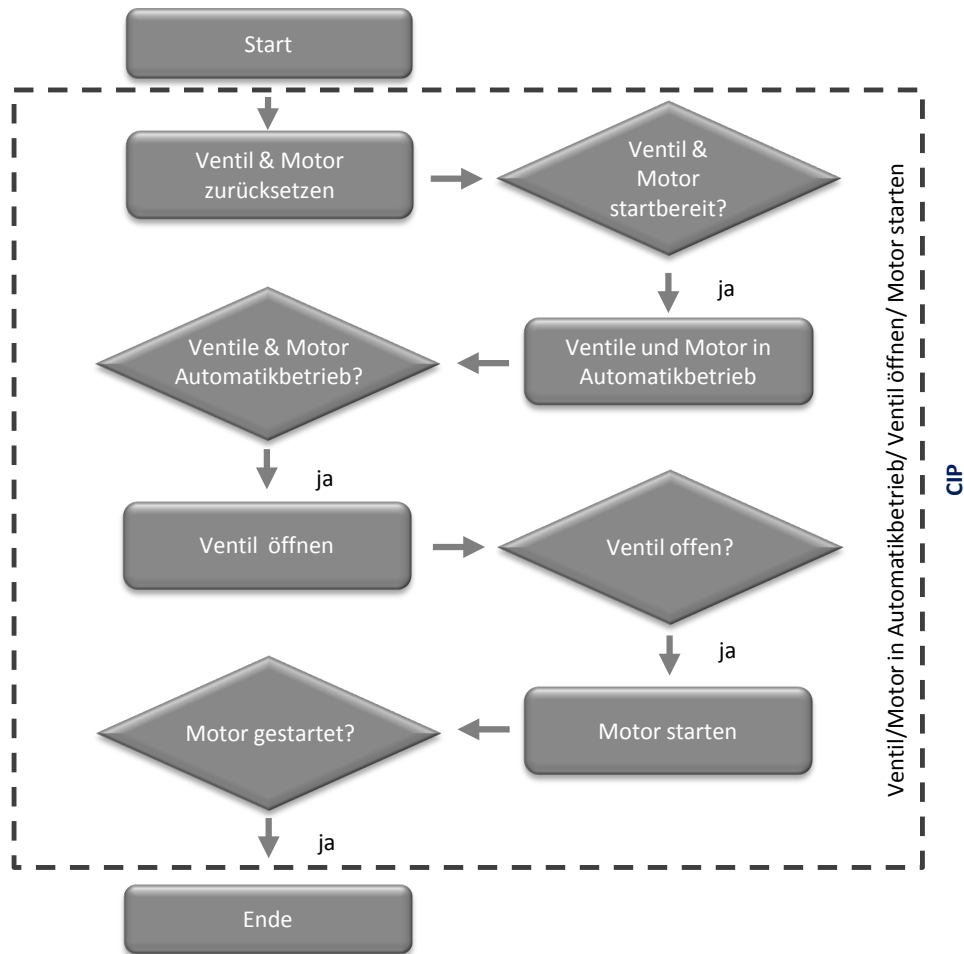 Start
Ventil & Motor
zurücksetzen
Ventil &
Motor
startbereit?
ja
Ventile und Motor in
Automatikbetrieb
Ventile & Motor
Automatikbetrieb?
ja
Ventil öffnen
Ventil offen?
ja
Motor starten
Motor gestartet?
ja
Ende
Ventil/Motor in Automatikbetrieb/ Ventil öffnen/ Motor starten
CIP